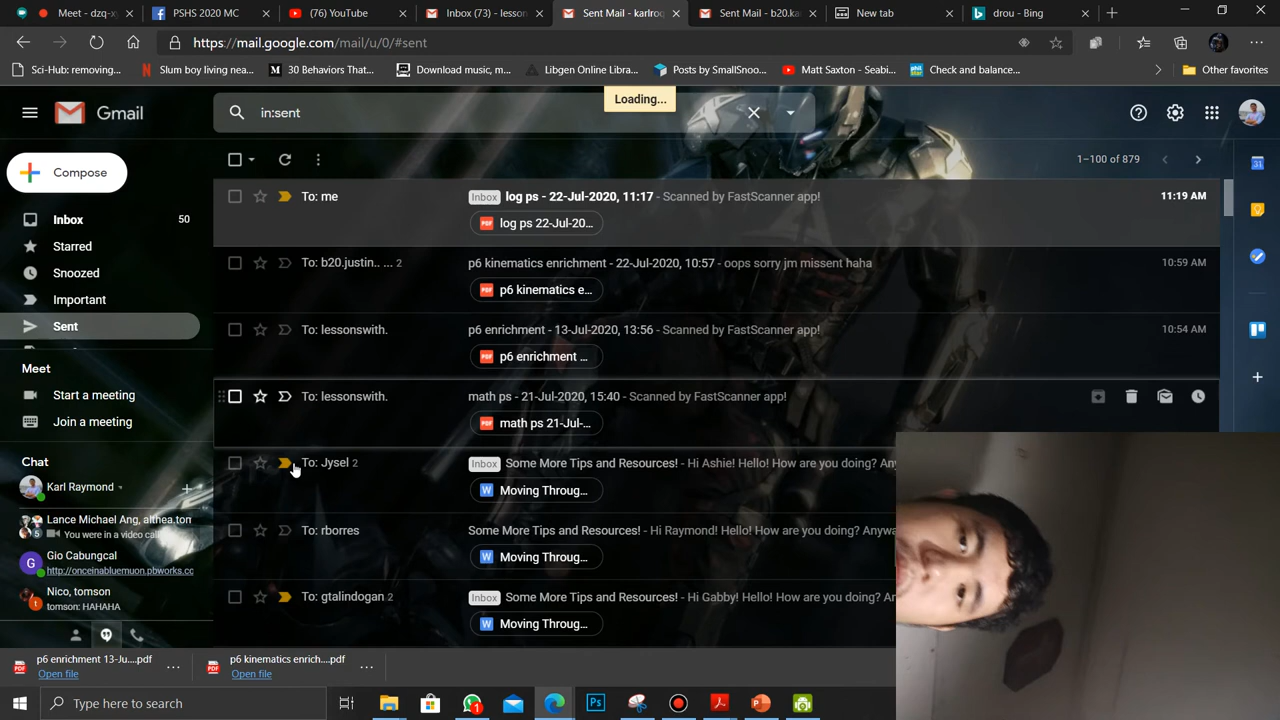 Meet - dzq-xy
PSHS 2020 MC
(76) YouTube
Inbox (73) - lessor
Sent Mail - karlroq
Sent Mail - b20.ka
New tab
drou - Bing
https://mail.google.com/mail/u/0/#sent
Sci-Hub: removing...
Slum boy living nea...
30 Behaviors That...
Download music, m...
Libgen Online Libra...
Posts by SmallSnoo...
Matt Saxton - Seabi...
Check and balance...
Other favorites
Gmail
in:sent
Loading...
Compose
1–100 of 879
Inbox 50
Starred
Snoozed
Important
Sent
Meet
Start a meeting
Join a meeting
Chat
Karl Raymond
Lance Michael Ang, althea.tom
5 You were in a video call
G Gio Cabungcal
http://onceinabluemuon.pbworks.cc
Nico, tomson
tomson: HAHAHA
To: me Inbox log ps - 22-Jul-2020, 11:17 - Scanned by FastScanner app! 11:19 AM
PDF log ps 22-Jul-20...
To: b20.justin.. ... 2 p6 kinematics enrichment - 22-Jul-2020, 10:57 - oops sorry jm missent haha 10:59 AM
PDF p6 kinematics e...
To: lessonswith. p6 enrichment - 13-Jul-2020, 13:56 - Scanned by FastScanner app! 10:54 AM
PDF p6 enrichment ...
To: lessonswith. math ps - 21-Jul-2020, 15:40 - Scanned by FastScanner app!
PDF math ps 21-Jul-...
To: Jysel 2 Inbox Some More Tips and Resources! - Hi Ashie! Hello! How are you doing? Any
W Moving Throug...
To: rborres Some More Tips and Resources! - Hi Raymond! Hello! How are you doing? Anyw
W Moving Throug...
To: gtalindogan 2 Inbox Some More Tips and Resources! - Hi Gabby! Hello! How are you doing? An
W Moving Throug...
p6 enrichment 13-Ju....pdf
Open file
p6 kinematics enrich....pdf
Open file
Type here to search